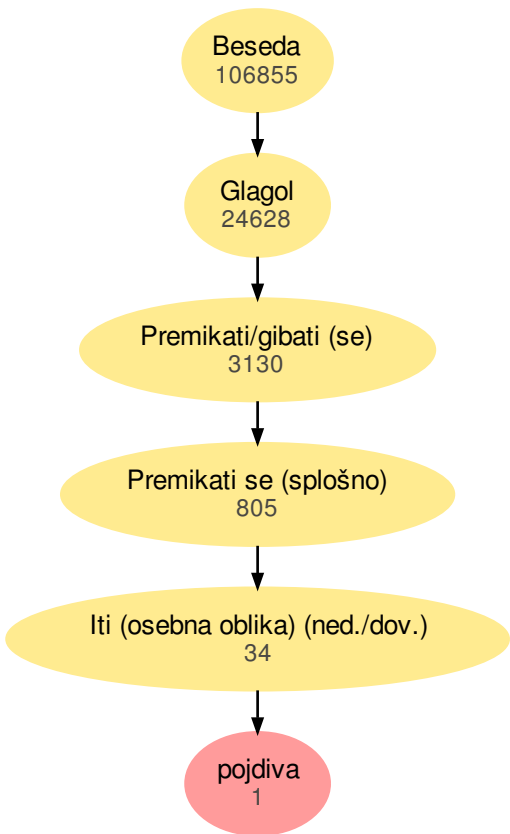 Beseda
106855
Glagol
24628
Premikati/gibati (se)
3130
Premikati se (splošno)
805
Iti (osebna oblika) (ned./dov.)
34
pojdiva
1